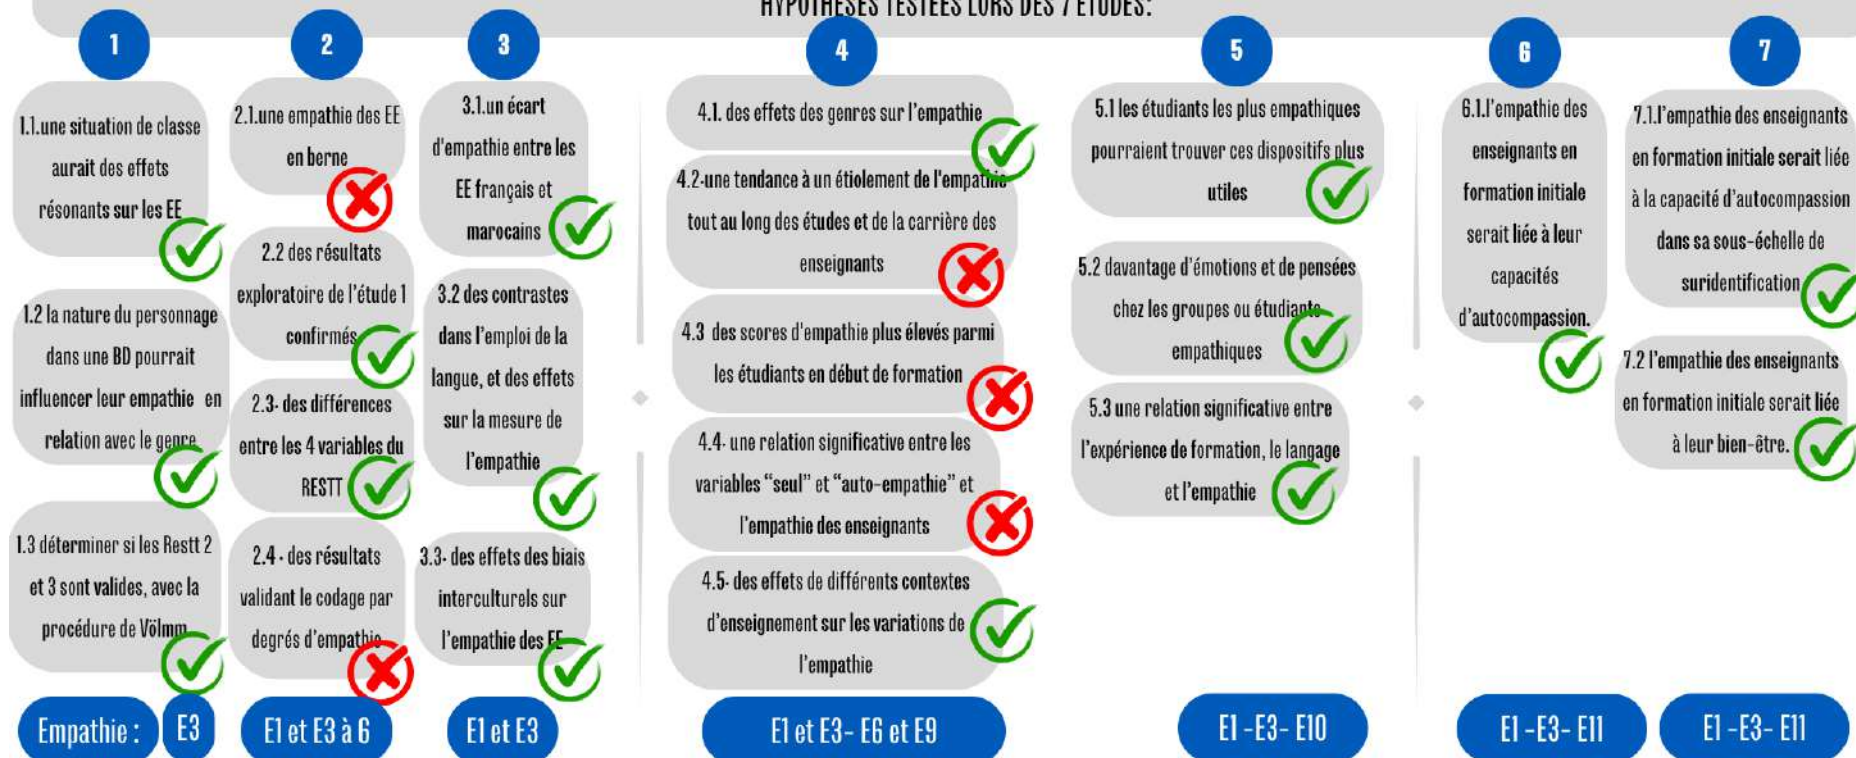 HYPOTHÈSES TESTÉES LORS DES 7 ÉTUDES:
1
1.1.une situation de classe
aurait des effets
résonants sur les EE
1.2 la nature du personnage
dans une BD pourrait
influencer leur empathie en
relation avec le genre
1.3 déterminer si les Restt 2
et 3 sont valides, avec la
procédure de Völmm
Empathie :
E3
2
2.1.une empathie des EE
en berne
2.2 des résultats
exploratoire de l'étude 1
confirmés
2.3- des différences
entre les 4 variables du
RESTT
2.4 - des résultats
validant le codage par
degrés d'empathie
E1 et E3 à 6
3
3.1.un écart
d'empathie entre les
EE français et
marocains
3.2 des contrastes
dans l'emploi de la
langue, et des effets
sur la mesure de
l'empathie
3.3- des effets des biais
interculturels sur
l'empathie des EE
E1 et E3
4
4.1. des effets des genres sur l'empathie
4.2-une tendance à un étiolement de l'empathie
tout au long des études et de la carrière des
enseignants
4.3 des scores d'empathie plus élevés parmi
les étudiants en début de formation
4.4- une relation significative entre les
variables “seul” et “auto-empathie” et
l'empathie des enseignants
4.5- des effets de différents contextes
d'enseignement sur les variations de
l'empathie
E1 et E3- E6 et E9
5
5.1 les étudiants les plus empathiques
pourraient trouver ces dispositifs plus
utiles
5.2 davantage d'émotions et de pensées
chez les groupes ou étudiants
empathiques
5.3 une relation significative entre
l'expérience de formation, le langage
et l'empathie
E1 -E3- E10
6
6.1.l'empathie des
enseignants en
formation initiale
serait liée à leur
capacités
d'autocompassion.
E1 -E3- E11
7
7.1.l'empathie des enseignants
en formation initiale serait liée
à la capacité d'autocompassion
dans sa sous-échelle de
suridentification
7.2 l'empathie des enseignants
en formation initiale serait liée
à leur bien-être.
E1 -E3- E11